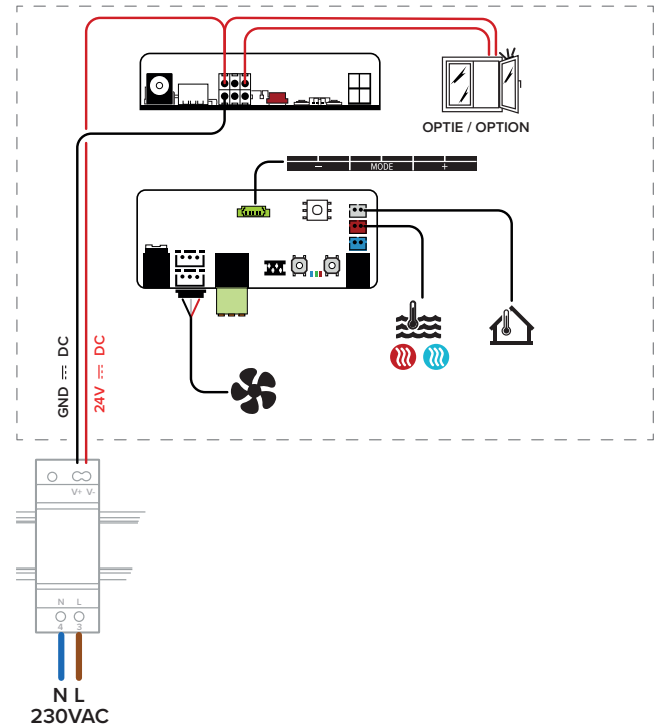 OPTIE / OPTION
− MODE +
GND ⎓ DC
24V ⎓ DC
V+ V-
N L
4 3
N L
230VAC